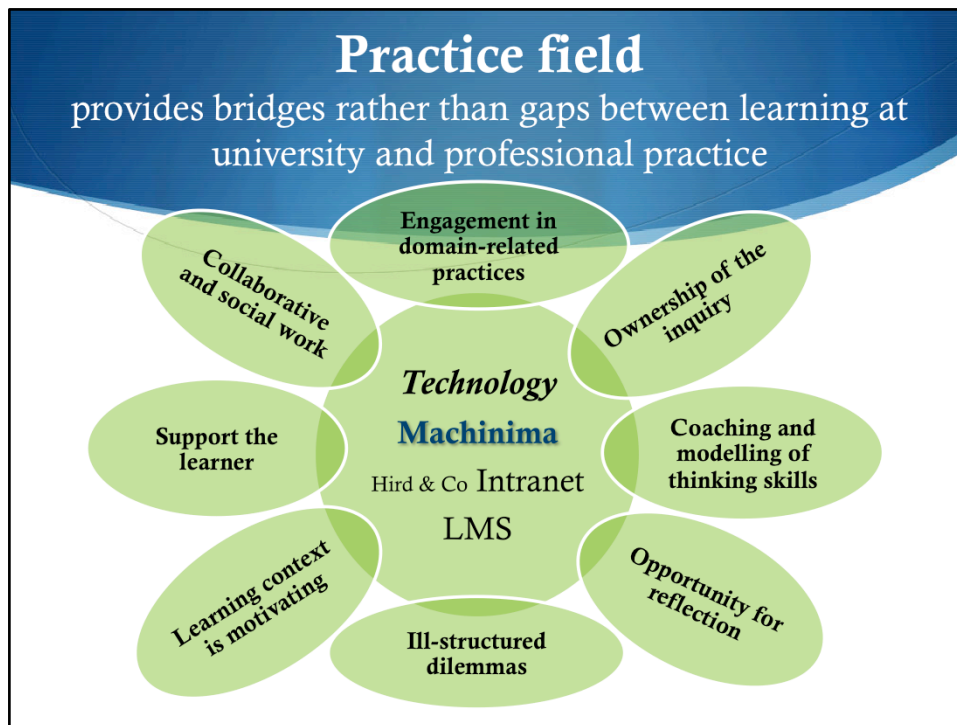 Practice field
provides bridges rather than gaps between learning at
university and professional practice
Engagement in
domain-related
practices
Ownership of the
inquiry
Coaching and
modelling of
thinking skills
Opportunity for
reflection
Ill-structured
dilemmas
Learning context
is motivating
Support the
learner
Collaborative
and social work
Technology
Machinima
Hird & Co Intranet
LMS